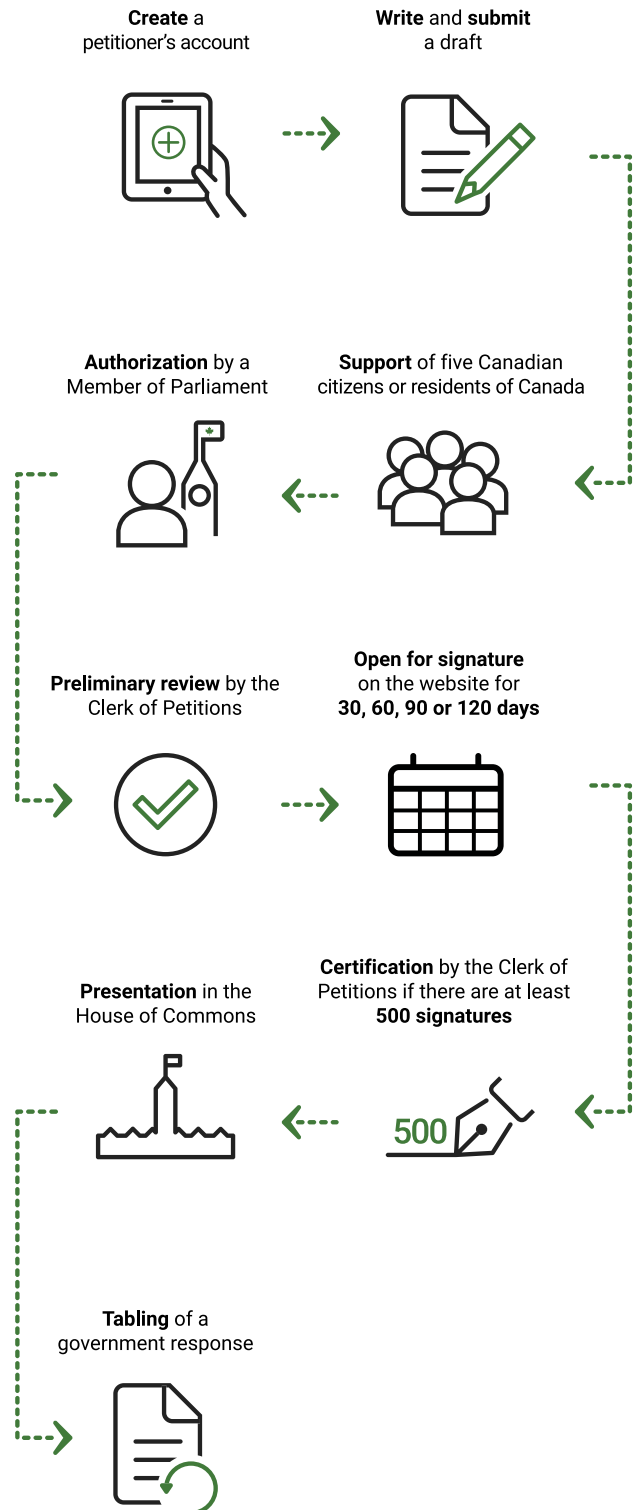 Create a
petitioner's account
Write and submit
a draft
Support of five Canadian
citizens or residents of Canada
Authorization by a
Member of Parliament
Preliminary review by the
Clerk of Petitions
Open for signature
on the website for
30, 60, 90 or 120 days
Certification by the Clerk of
Petitions if there are at least
500 signatures
500
Presentation in the
House of Commons
Tabling of a
government response